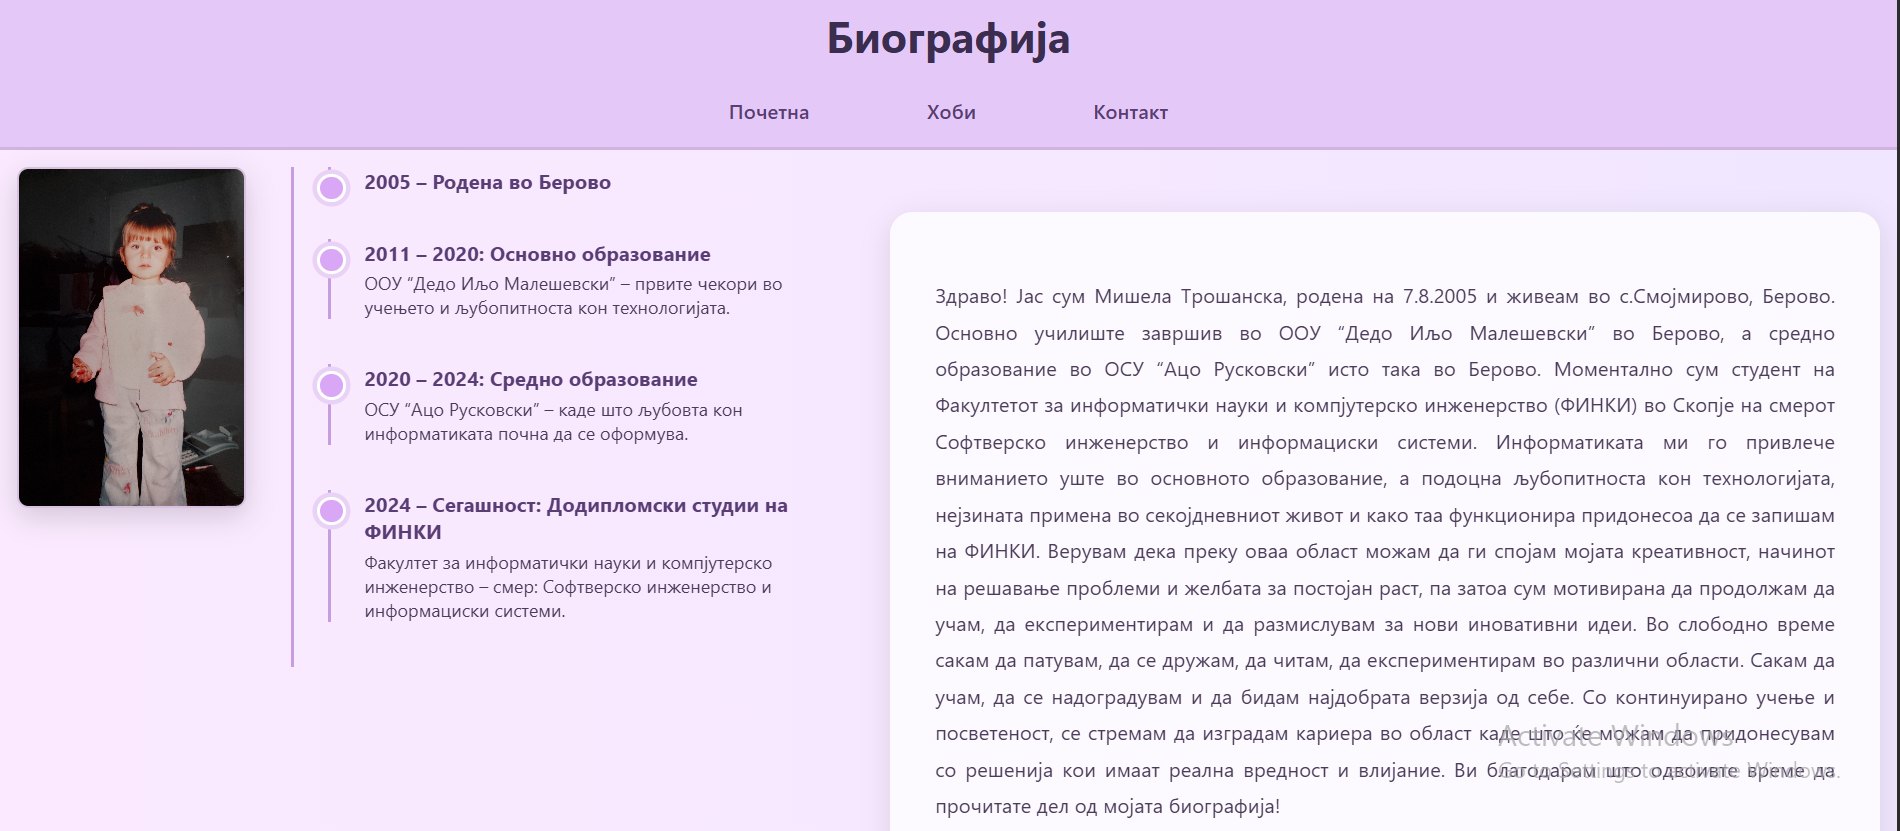 Биографија
Почетна
Хоби
Контакт
2005 – Родена во Берово
2011 – 2020: Основно образование
ООУ “Дедо Иљо Малешевски” – првите чекори во
учењето и љубопитноста кон технологијата.
2020 – 2024: Средно образование
ОСУ “Ацо Русковски” – каде што љубовта кон
информатиката почна да се оформува.
2024 – Сегашност: Додипломски студии на
ФИНКИ
Факултет за информатички науки и компјутерско
инженерство – смер: Софтверско инженерство и
информациски системи.
Здраво! Јас сум Мишела Трошанска, родена на 7.8.2005 и живеам во с.Смојмирово, Берово.
Основно училиште завршив во ООУ “Дедо Иљо Малешевски” во Берово, а средно
образование во ОСУ “Ацо Русковски” исто така во Берово. Моментално сум студент на
Факултетот за информатички науки и компјутерско инженерство (ФИНКИ) во Скопје на смерот
Софтверско инженерство и информациски системи. Информатиката ми го привлече
вниманието уште во основното образование, а подоцна љубопитноста кон технологијата,
нејзината примена во секојдневниот живот и како таа функционира придонесоа да се запишам
на ФИНКИ. Верувам дека преку оваа област можам да ги спојам мојата креативност, начинот
на решавање проблеми и желбата за постојан раст, па затоа сум мотивирана да продолжам да
учам, да експериментирам и да размислувам за нови иновативни идеи. Во слободно време
сакам да патувам, да се дружам, да читам, да експериментирам во различни области. Сакам да
учам, да се надоградувам и да бидам најдобрата верзија од себе. Со континуирано учење и
посветеност, се стремам да изградам кариера во област каде што ќе можам да придонесувам
со решенија кои имаат реална вредност и влијание. Ви благодарам што одвоивте време да
прочитате дел од мојата биографија!
Activate Windows
Go to Settings to activate Windows.